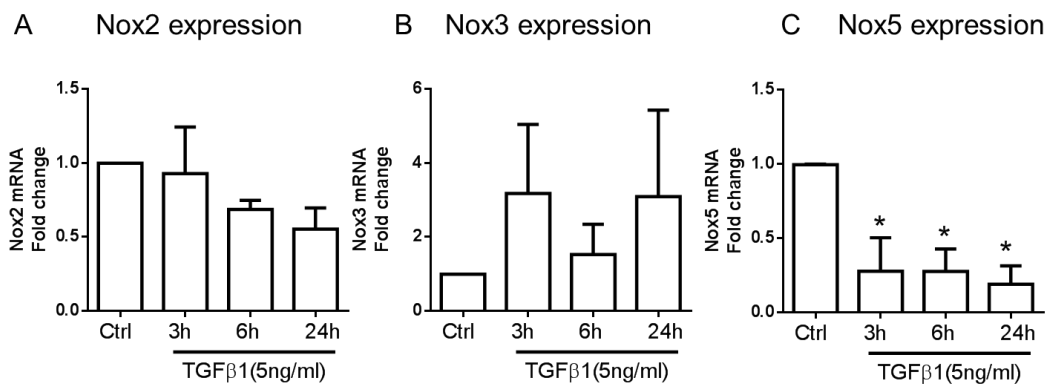 A Nox2 expression
Nox2 mRNA
Fold change
1.5
1.0
0.5
0.0
Ctrl 3h 6h 24h
TGFβ1(5ng/ml)
B Nox3 expression
Nox3 mRNA
Fold change
6
4
2
0
Ctrl 3h 6h 24h
TGFβ1(5ng/ml)
C Nox5 expression
Nox5 mRNA
Fold change
1.5
1.0
0.5
0.0
* * *
Ctrl 3h 6h 24h
TGFβ1(5ng/ml)